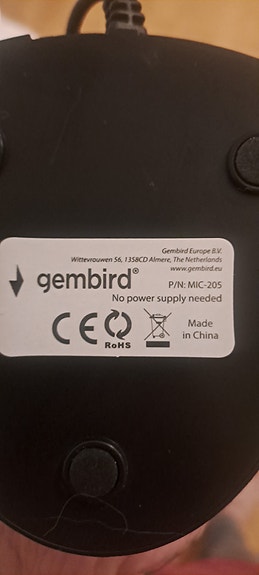 Gembird Europe B.V.
Wittevrouwen 56, 1358CD Almere, The Netherlands
www.gembird.eu
gembird®
P/N: MIC-205
No power supply needed
CE RoHS
Made
in China